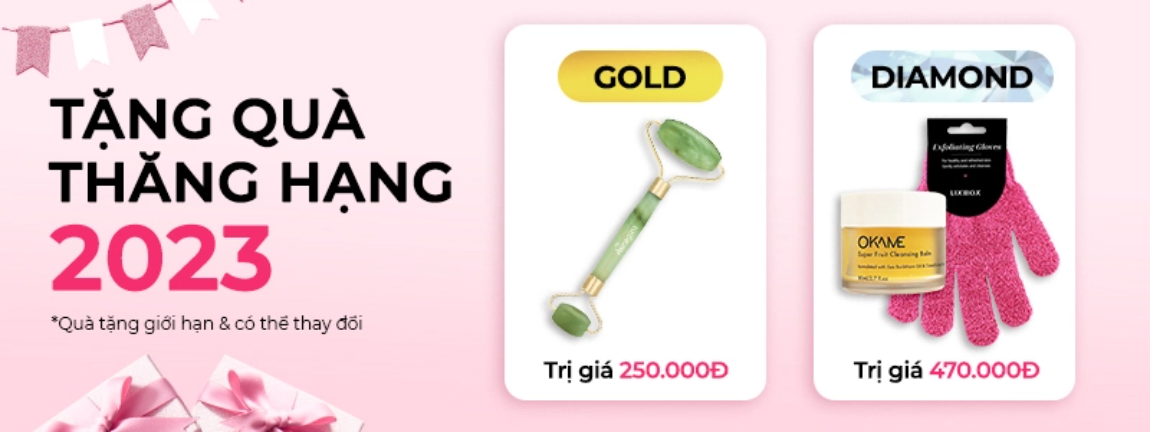 TẶNG QUÀ
THĂNG HẠNG
2023
*Quà tặng giới hạn & có thể thay đổi
GOLD
Trị giá 250.000Đ
DIAMOND
Exfoliating Gloves
OKAME
Super Fruit Cleansing Balm
Trị giá 470.000Đ